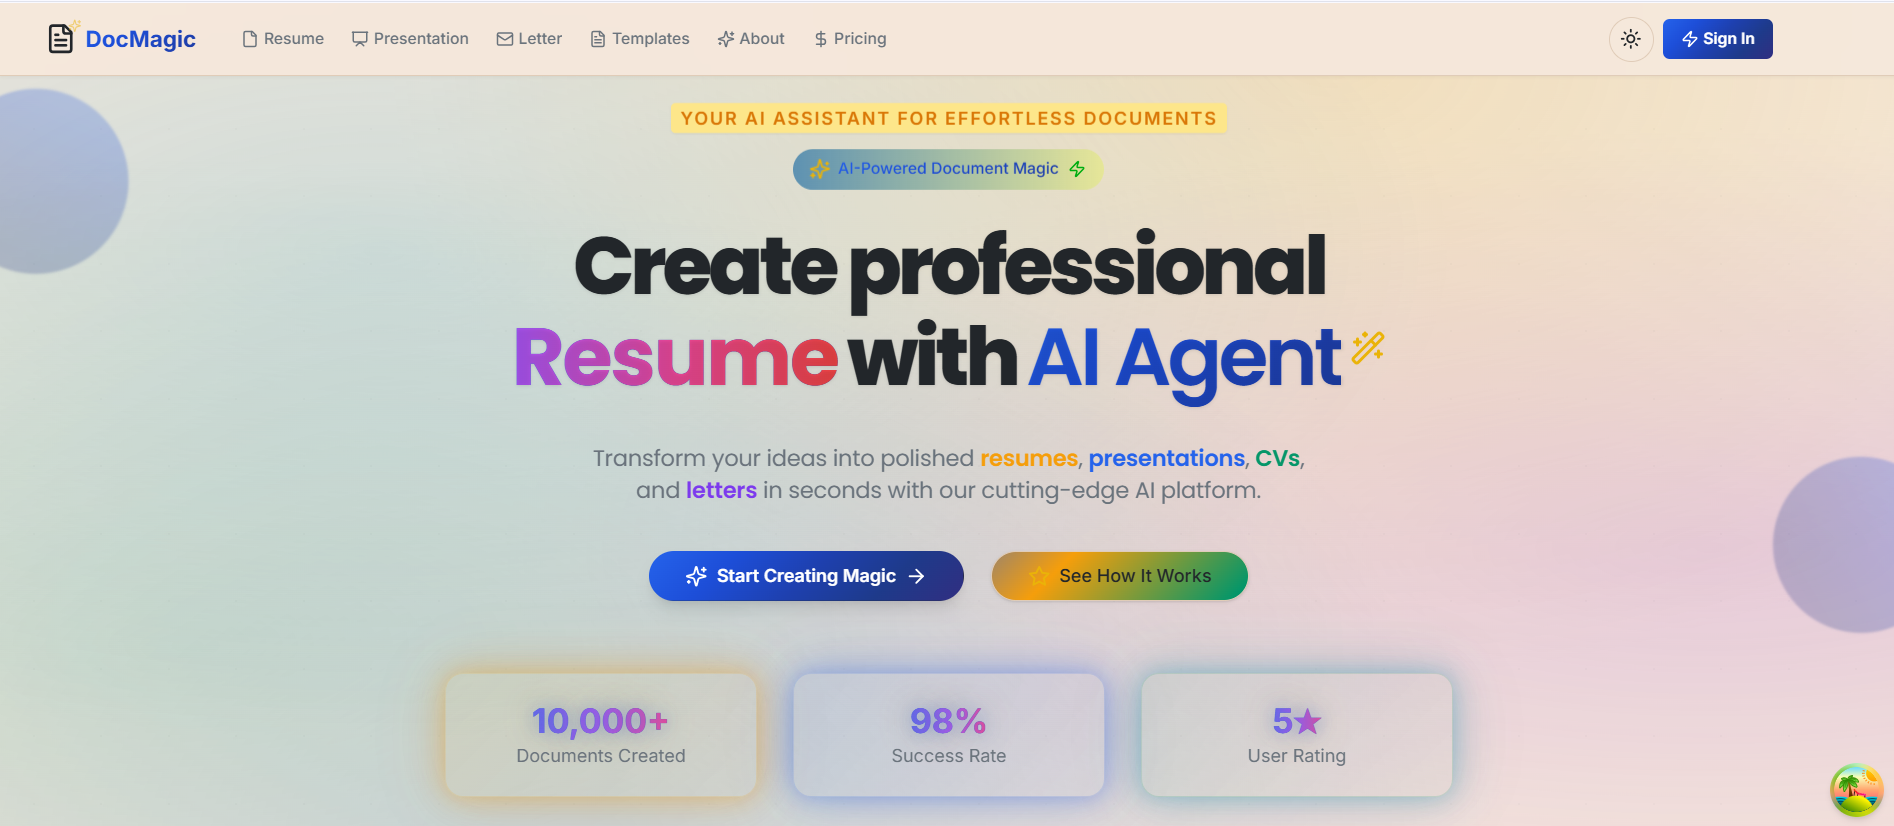 DocMagic
Resume
Presentation
Letter
Templates
About
Pricing
Sign In
YOUR AI ASSISTANT FOR EFFORTLESS DOCUMENTS
AI-Powered Document Magic
Create professional
Resume with AI Agent
Transform your ideas into polished resumes, presentations, CVs,
and letters in seconds with our cutting-edge AI platform.
Start Creating Magic →
See How It Works
10,000+
Documents Created
98%
Success Rate
5★
User Rating